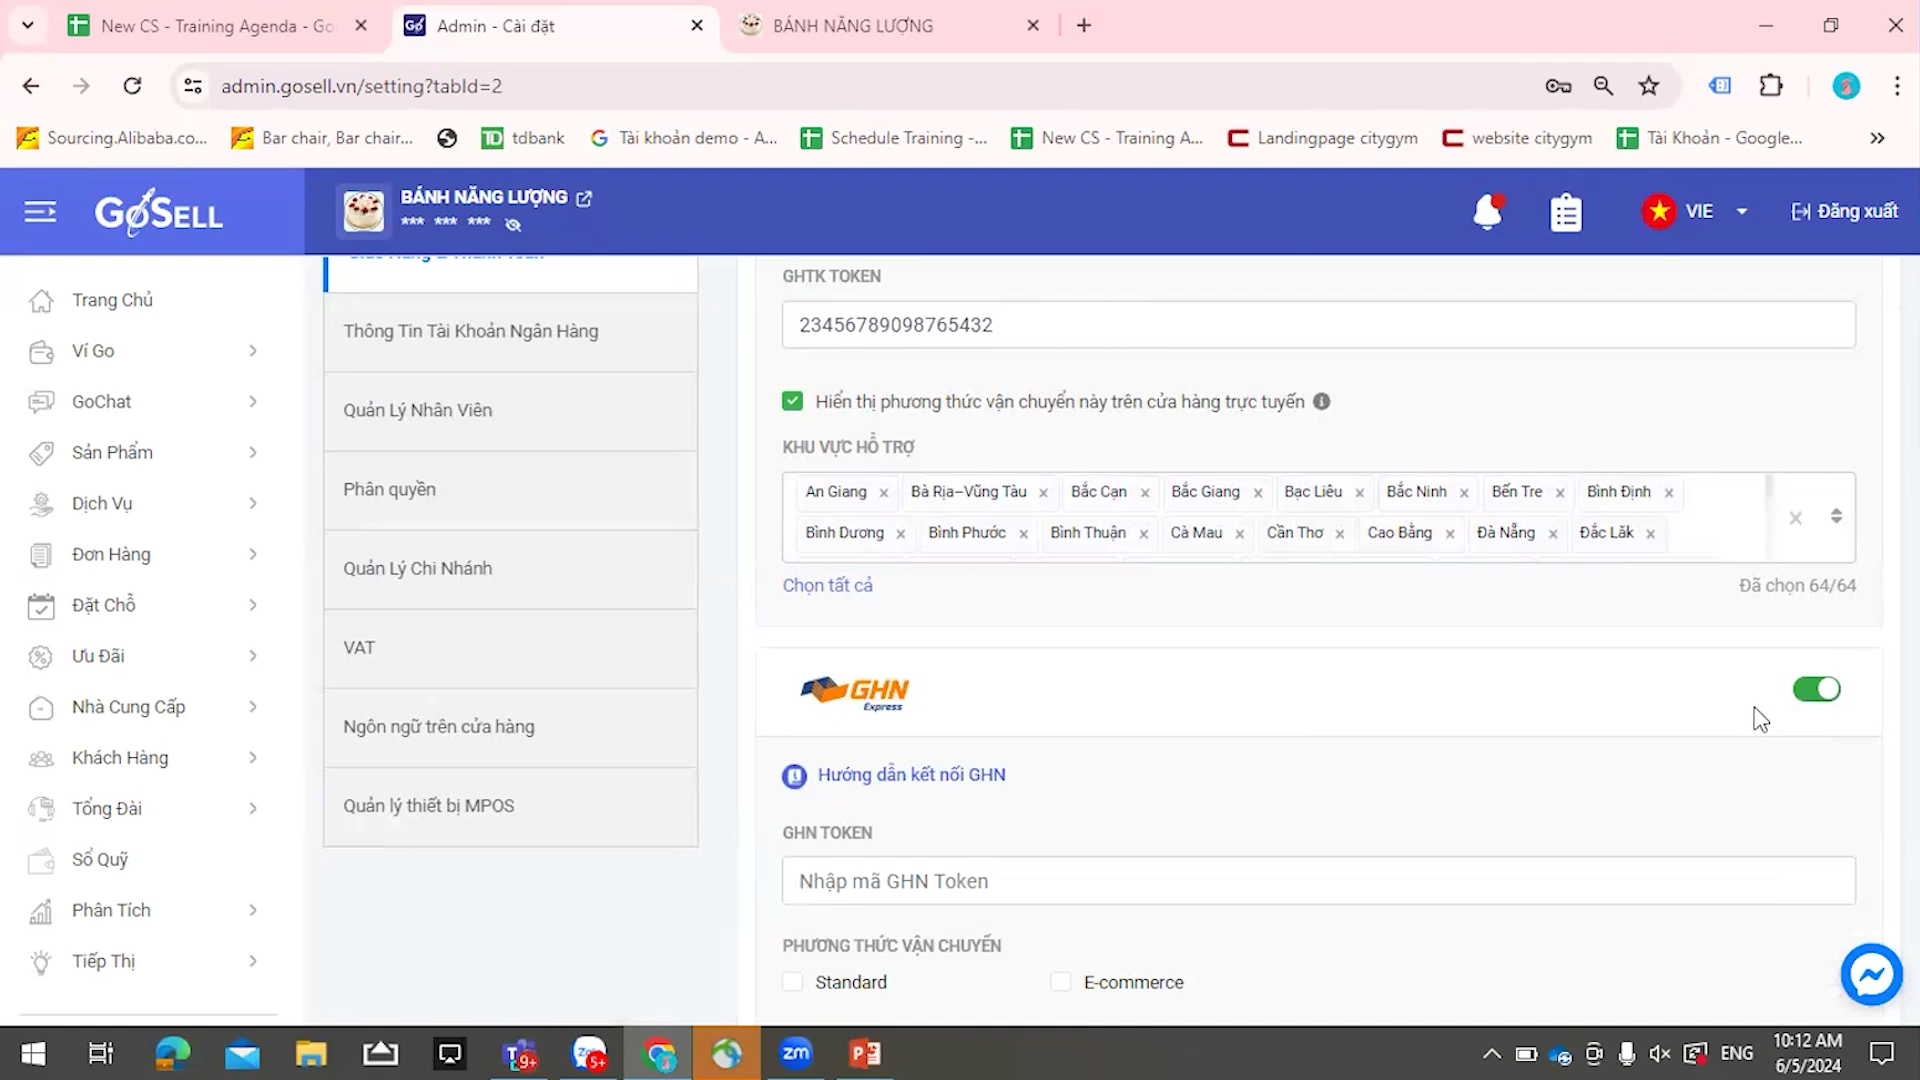 New CS - Training Agenda - Go
Admin - Cài đặt
BÁNH NĂNG LƯỢNG
admin.gosell.vn/setting?tabId=2
Sourcing.Alibaba.co...
Bar chair, Bar chair...
tdbank
Tài khoản demo - A...
Schedule Training -...
New CS - Training A...
Landingpage citygym
website citygym
Tài Khoản - Google...
GOSELL
BÁNH NĂNG LƯỢNG
*** *** ***
VIE
Đăng xuất
Trang Chủ
Ví Go
GoChat
Sản Phẩm
Dịch Vụ
Đơn Hàng
Đặt Chỗ
Ưu Đãi
Nhà Cung Cấp
Khách Hàng
Tổng Đài
Sổ Quỹ
Phân Tích
Tiếp Thị
Thông Tin Tài Khoản Ngân Hàng
Quản Lý Nhân Viên
Phân quyền
Quản Lý Chi Nhánh
VAT
Ngôn ngữ trên cửa hàng
Quản lý thiết bị MPOS
GHTK TOKEN
23456789098765432
Hiển thị phương thức vận chuyển này trên cửa hàng trực tuyến
KHU VỰC HỖ TRỢ
An Giang × Bà Rịa–Vũng Tàu × Bắc Cạn × Bắc Giang × Bạc Liêu × Bắc Ninh × Bến Tre × Bình Định ×
Bình Dương × Bình Phước × Bình Thuận × Cà Mau × Cần Thơ × Cao Bằng × Đà Nẵng × Đắc Lắk ×
Chọn tất cả
Đã chọn 64/64
GHN
Express
Hướng dẫn kết nối GHN
GHN TOKEN
Nhập mã GHN Token
PHƯƠNG THỨC VẬN CHUYỂN
Standard
E-commerce
9+
5+
zm
ENG
10:12 AM
6/5/2024